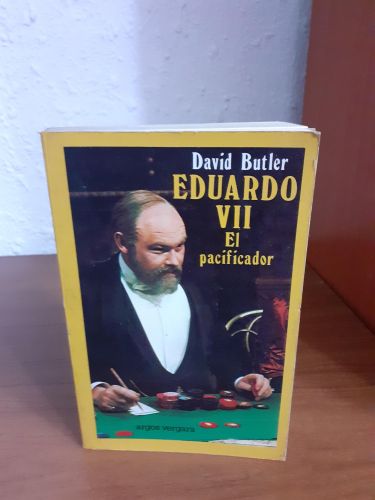 David Butler
EDUARDO
VII
El
pacificador
argos vergara